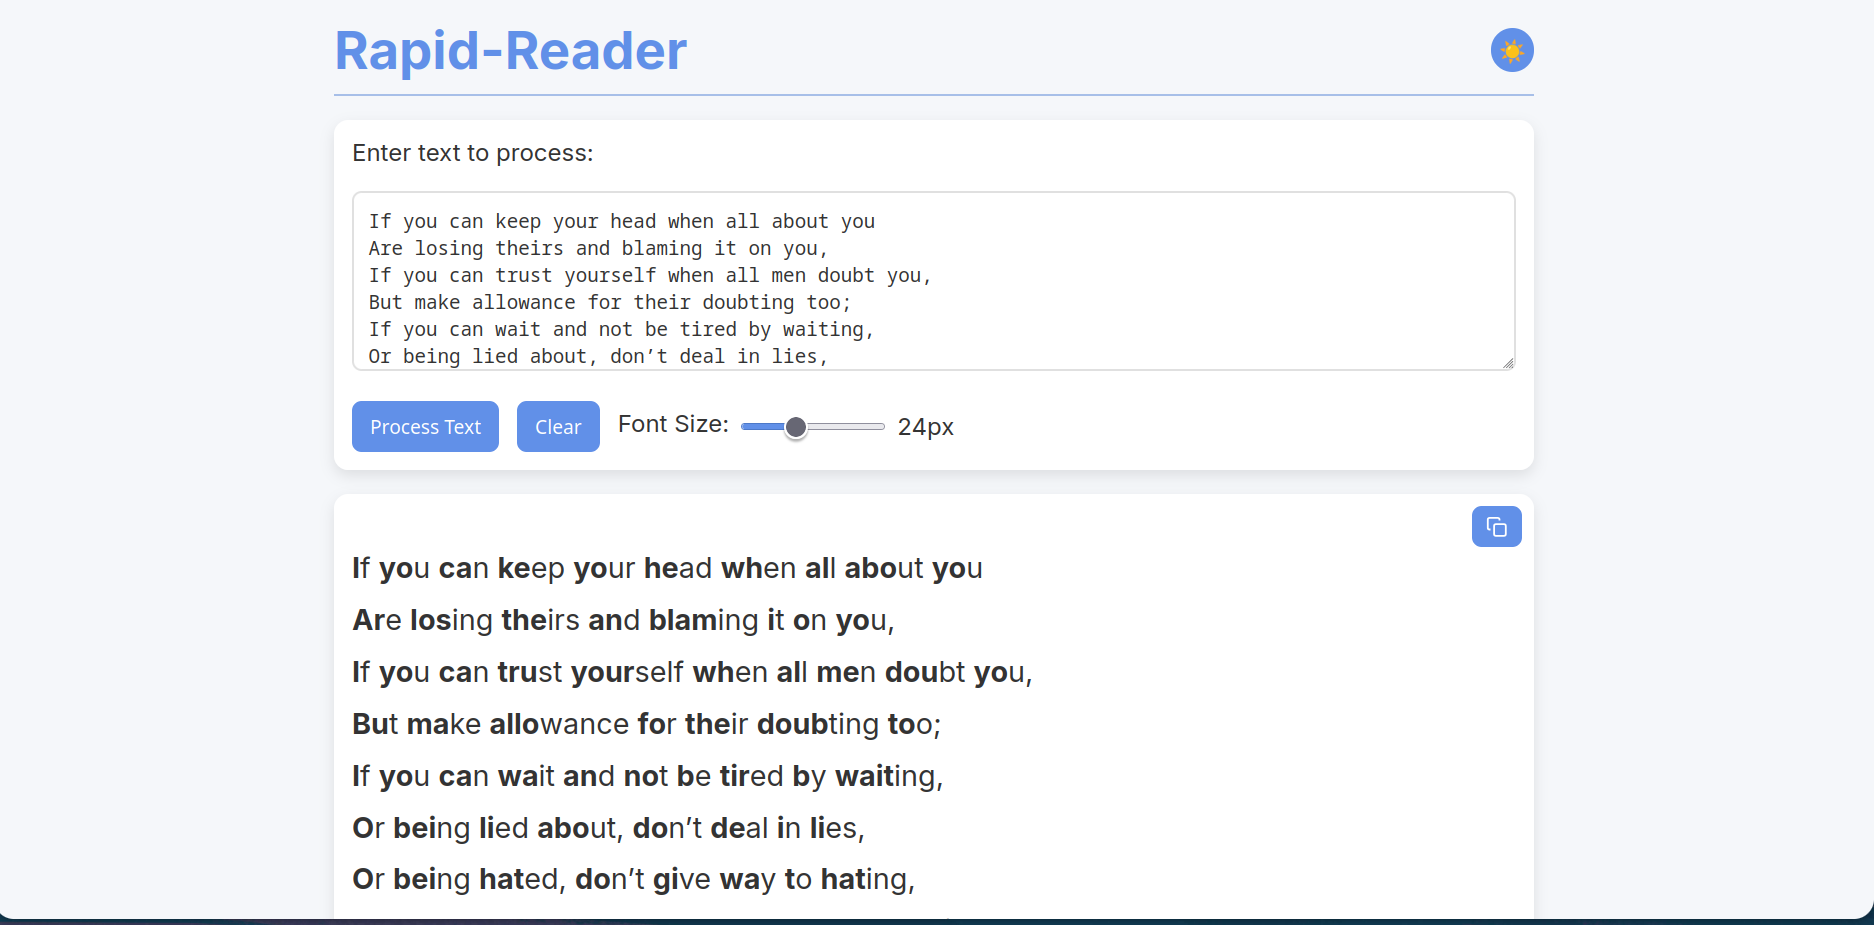 Rapid-Reader
Enter text to process:
If you can keep your head when all about you
Are losing theirs and blaming it on you,
If you can trust yourself when all men doubt you,
But make allowance for their doubting too;
If you can wait and not be tired by waiting,
Or being lied about, don’t deal in lies,
Process Text Clear Font Size: 24px
If you can keep your head when all about you
Are losing theirs and blaming it on you,
If you can trust yourself when all men doubt you,
But make allowance for their doubting too;
If you can wait and not be tired by waiting,
Or being lied about, don’t deal in lies,
Or being hated, don’t give way to hating,